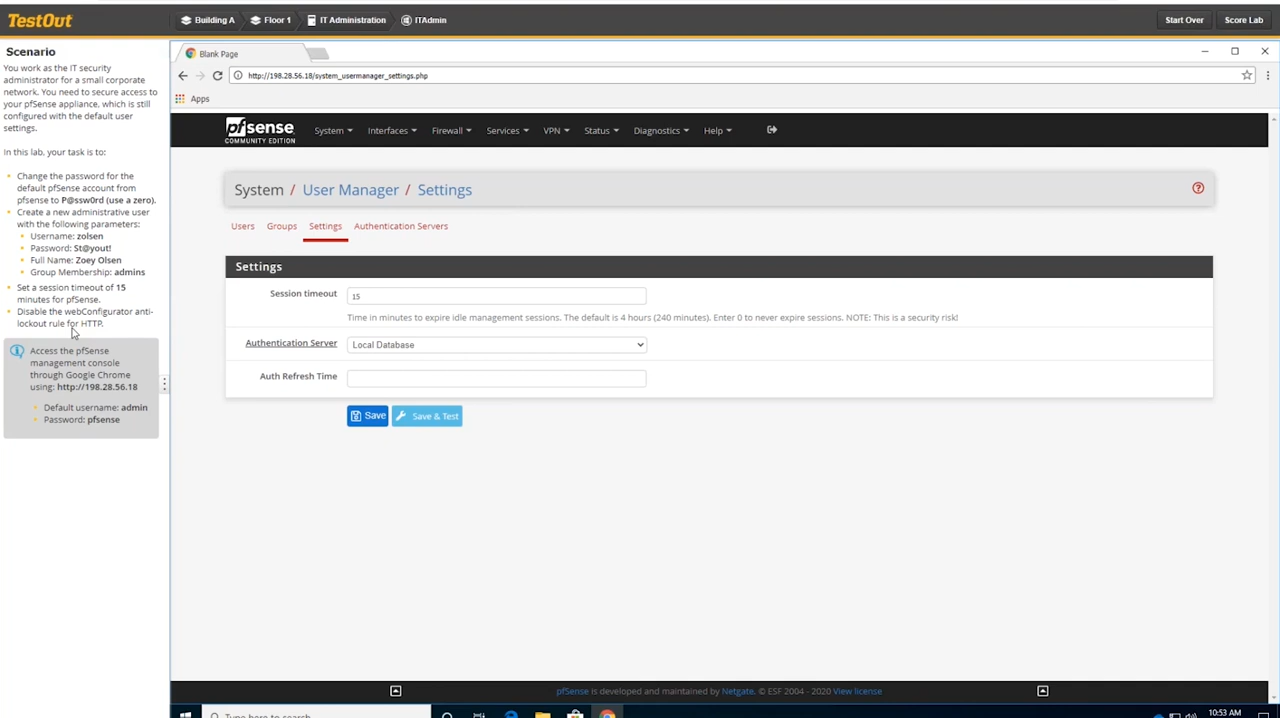 TestOut
Building A
Floor 1
IT Administration
ITAdmin
Start Over
Score Lab
Scenario
You work as the IT security
administrator for a small corporate
network. You need to secure access to
your pfSense appliance, which is still
configured with the default user
settings.
In this lab, your task is to:
Change the password for the
default pfSense account from
pfsense to P@ssw0rd (use a zero).
Create a new administrative user
with the following parameters:
Username: zolsen
Password: St@yout!
Full Name: Zoey Olsen
Group Membership: admins
Set a session timeout of 15
minutes for pfSense.
Disable the webConfigurator anti-
lockout rule for HTTP.
Access the pfSense
management console
through Google Chrome
using: http://198.28.56.18
Default username: admin
Password: pfsense
Blank Page
http://198.28.56.18/system_usermanager_settings.php
Apps
pfsense
COMMUNITY EDITION
System
Interfaces
Firewall
Services
VPN
Status
Diagnostics
Help
System / User Manager / Settings
Users
Groups
Settings
Authentication Servers
Settings
Session timeout
15
Time in minutes to expire idle management sessions. The default is 4 hours (240 minutes). Enter 0 to never expire sessions. NOTE: This is a security risk!
Authentication Server
Local Database
Auth Refresh Time
Save
Save & Test
pfSense is developed and maintained by Netgate. © ESF 2004 - 2020 View license
Type here to search
10:53 AM